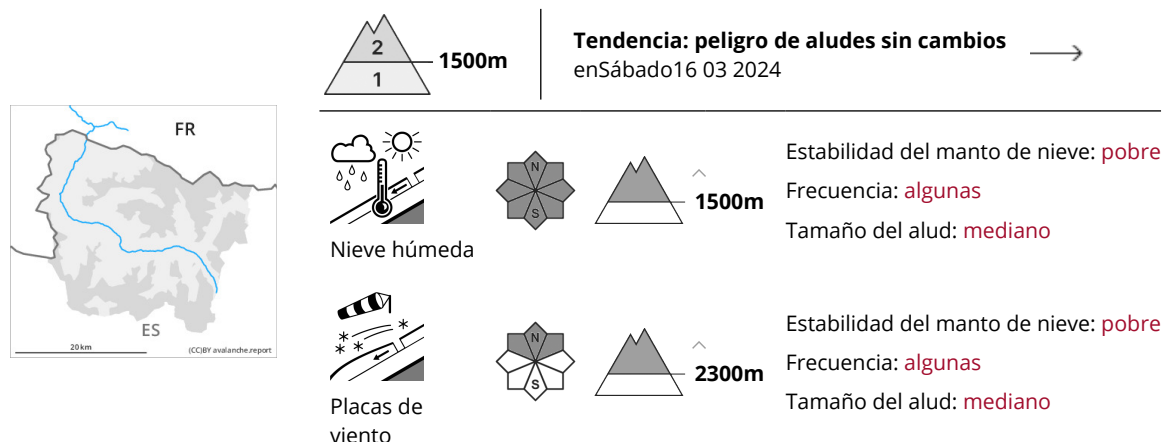 2
1
1500m
Tendencia: peligro de aludes sin cambios
enSábado16 03 2024
FR
ES
20 km
(CC)BY avalanche.report
Nieve húmeda
N
S
1500m
Estabilidad del manto de nieve: pobre
Frecuencia: algunas
Tamaño del alud: mediano
Placas de
viento
N
S
2300m
Estabilidad del manto de nieve: pobre
Frecuencia: algunas
Tamaño del alud: mediano